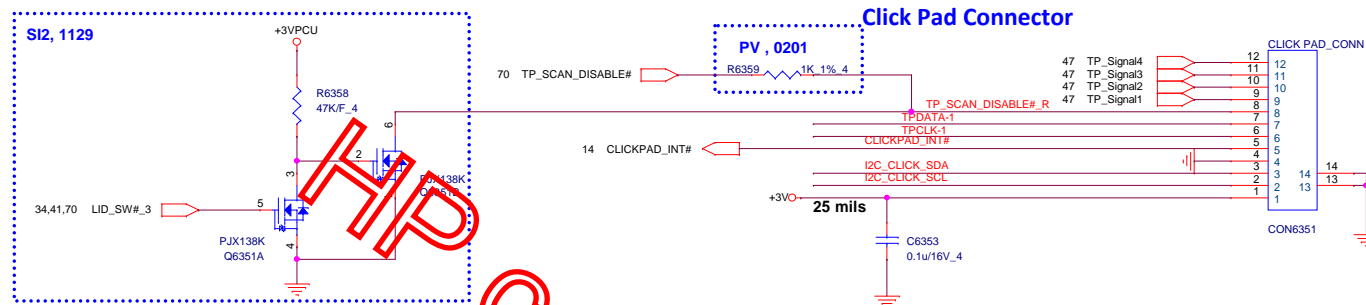 Click Pad Connector
SI2, 1129
+3VPCU
R6358
47K/F_4
34,41,70 LID_SW#_3
5
3
4
PJX138K
Q6351A
2
6
PJX138K
HP
PV , 0201
R6359 1K_1%_4
70 TP_SCAN_DISABLE#
TP_SCAN_DISABLE#_R
TPDATA-1
TPCLK-1
14 CLICKPAD_INT#
CLICKPAD_INT#
I2C_CLICK_SDA
I2C_CLICK_SCL
+3V
25 mils
C6353
0.1u/16V_4
47 TP_Signal4
47 TP_Signal3
47 TP_Signal2
47 TP_Signal1
CLICK PAD_CONN
12 12
11 11
10 10
9 9
8 8
7 7
6 6
5 5
4 4
3 3
2 2
1 1
14 14
13 13
CON6351